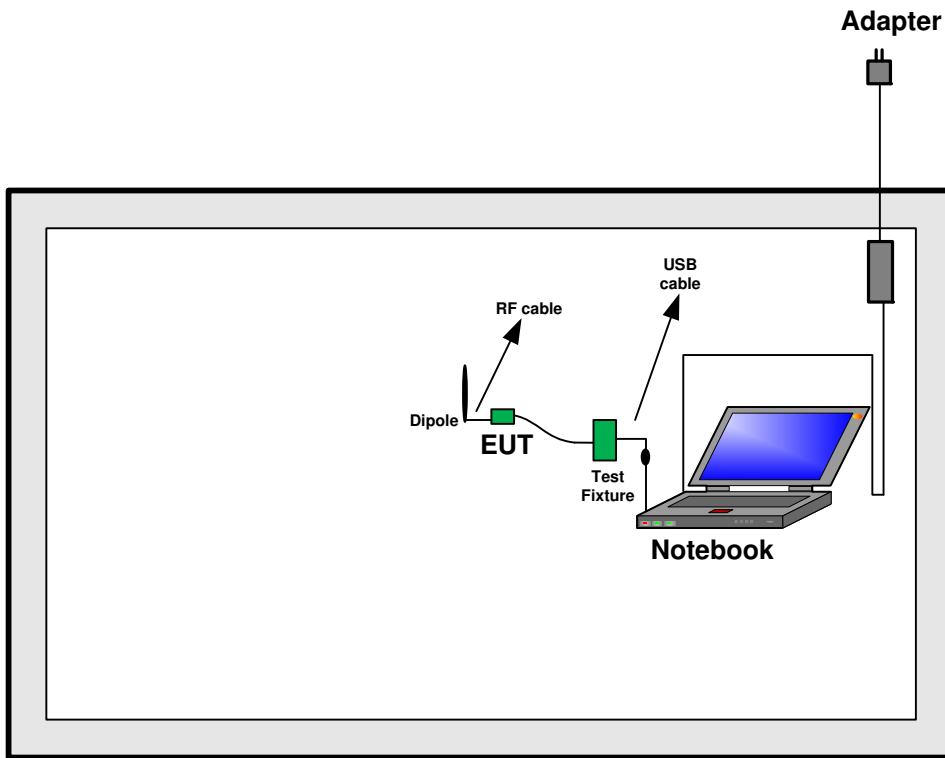 Adapter
USB
cable
RF cable
Dipole
EUT
Test
Fixture
Notebook